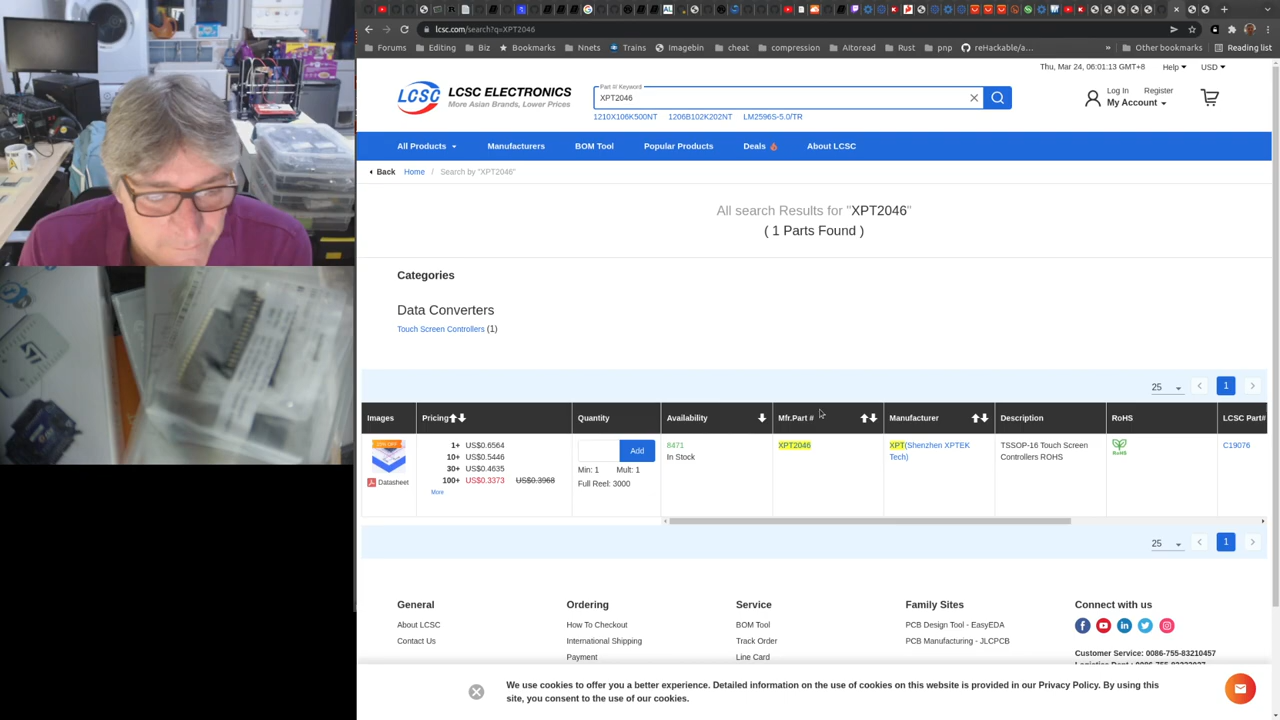 lcsc.com/search?q=XPT2046
Forums
Editing
Biz
Bookmarks
Nnets
Trains
Imagebin
cheat
compression
Aitoread
Rust
pnp
reHackable/a...
»
Other bookmarks
Reading list
Thu, Mar 24, 06:01:13 GMT+8
Help
USD
LCSC
LCSC ELECTRONICS
More Asian Brands, Lower Prices
Part #/ Keyword
XPT2046
Log In
Register
My Account
1210X106K500NT
1206B102K202NT
LM2596S-5.0/TR
All Products
Manufacturers
BOM Tool
Popular Products
Deals
About LCSC
Back
Home / Search by "XPT2046"
All search Results for "XPT2046"
( 1 Parts Found )
Categories
Data Converters
Touch Screen Controllers (1)
25
1
Images
Pricing
Quantity
Availability
Mfr.Part #
Manufacturer
Description
RoHS
LCSC Part#
Datasheet
1+ US$0.6564
10+ US$0.5446
30+ US$0.4635
100+ US$0.3373 US$0.3968
More
Add
Min: 1
Mult: 1
Full Reel: 3000
8471
In Stock
XPT2046
XPT(Shenzhen XPTEK
Tech)
TSSOP-16 Touch Screen
Controllers ROHS
RoHS
C19076
25
1
General
Ordering
Service
Family Sites
Connect with us
About LCSC
How To Checkout
BOM Tool
PCB Design Tool - EasyEDA
Contact Us
International Shipping
Track Order
PCB Manufacturing - JLCPCB
Payment
Line Card
Customer Service: 0086-755-83210457
We use cookies to offer you a better experience. Detailed information on the use of cookies on this website is provided in our Privacy Policy. By using this
site, you consent to the use of our cookies.